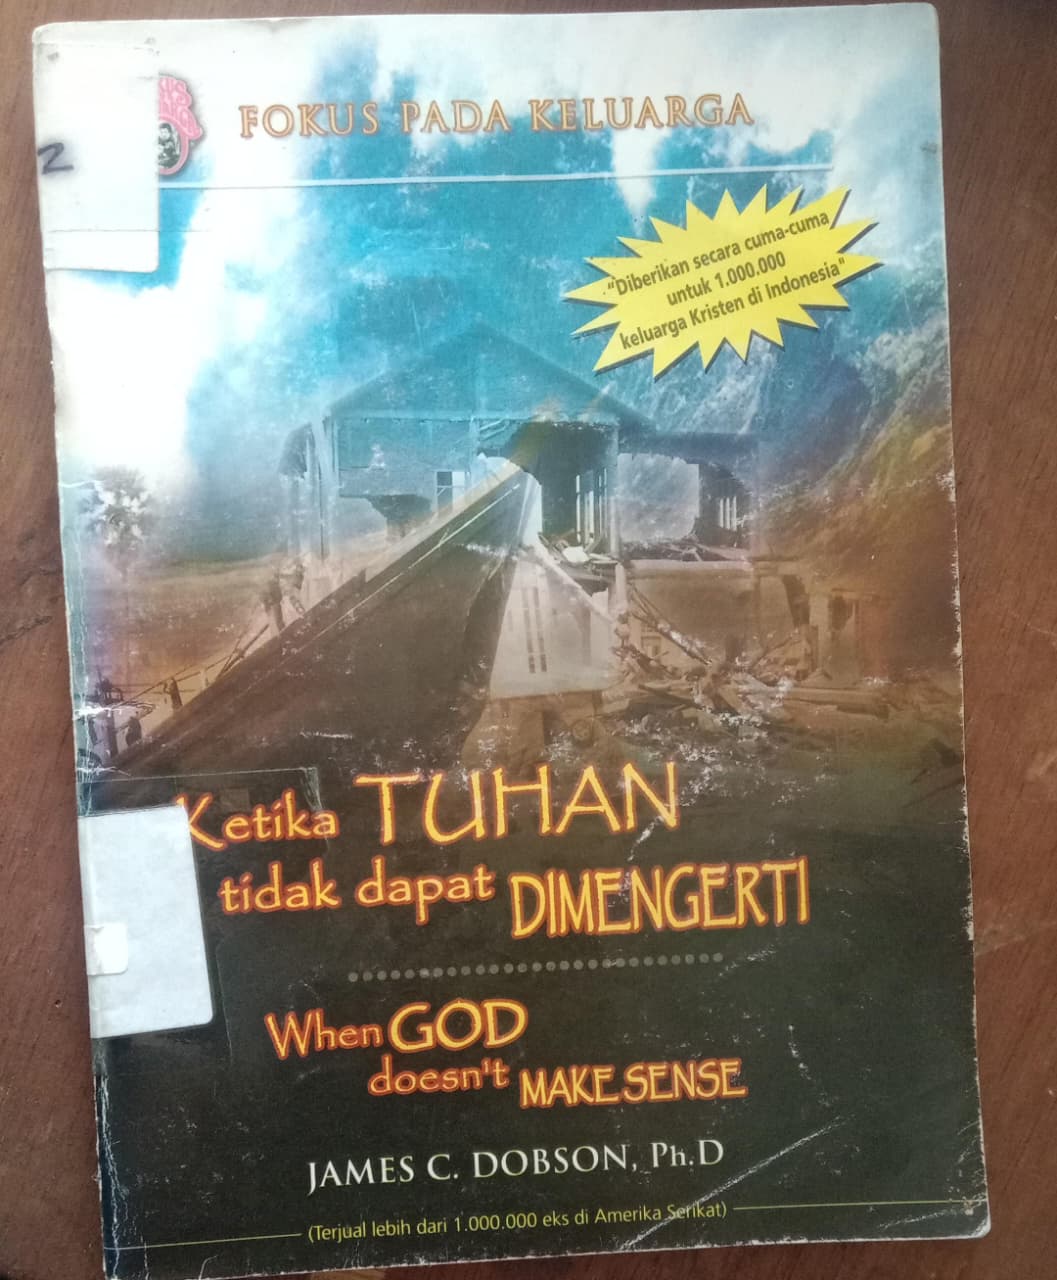 Z
FOKUS PADA KELUARGA
"Diberikan secara cuma-cuma
untuk 1.000.000
keluarga Kristen di Indonesia"
Ketika TUHAN
tidak dapat DIMENGERTI
When GOD
doesn't MAKE SENSE
JAMES C. DOBSON, Ph.D
(Terjual lebih dari 1.000.000 eks di Amerika Serikat)